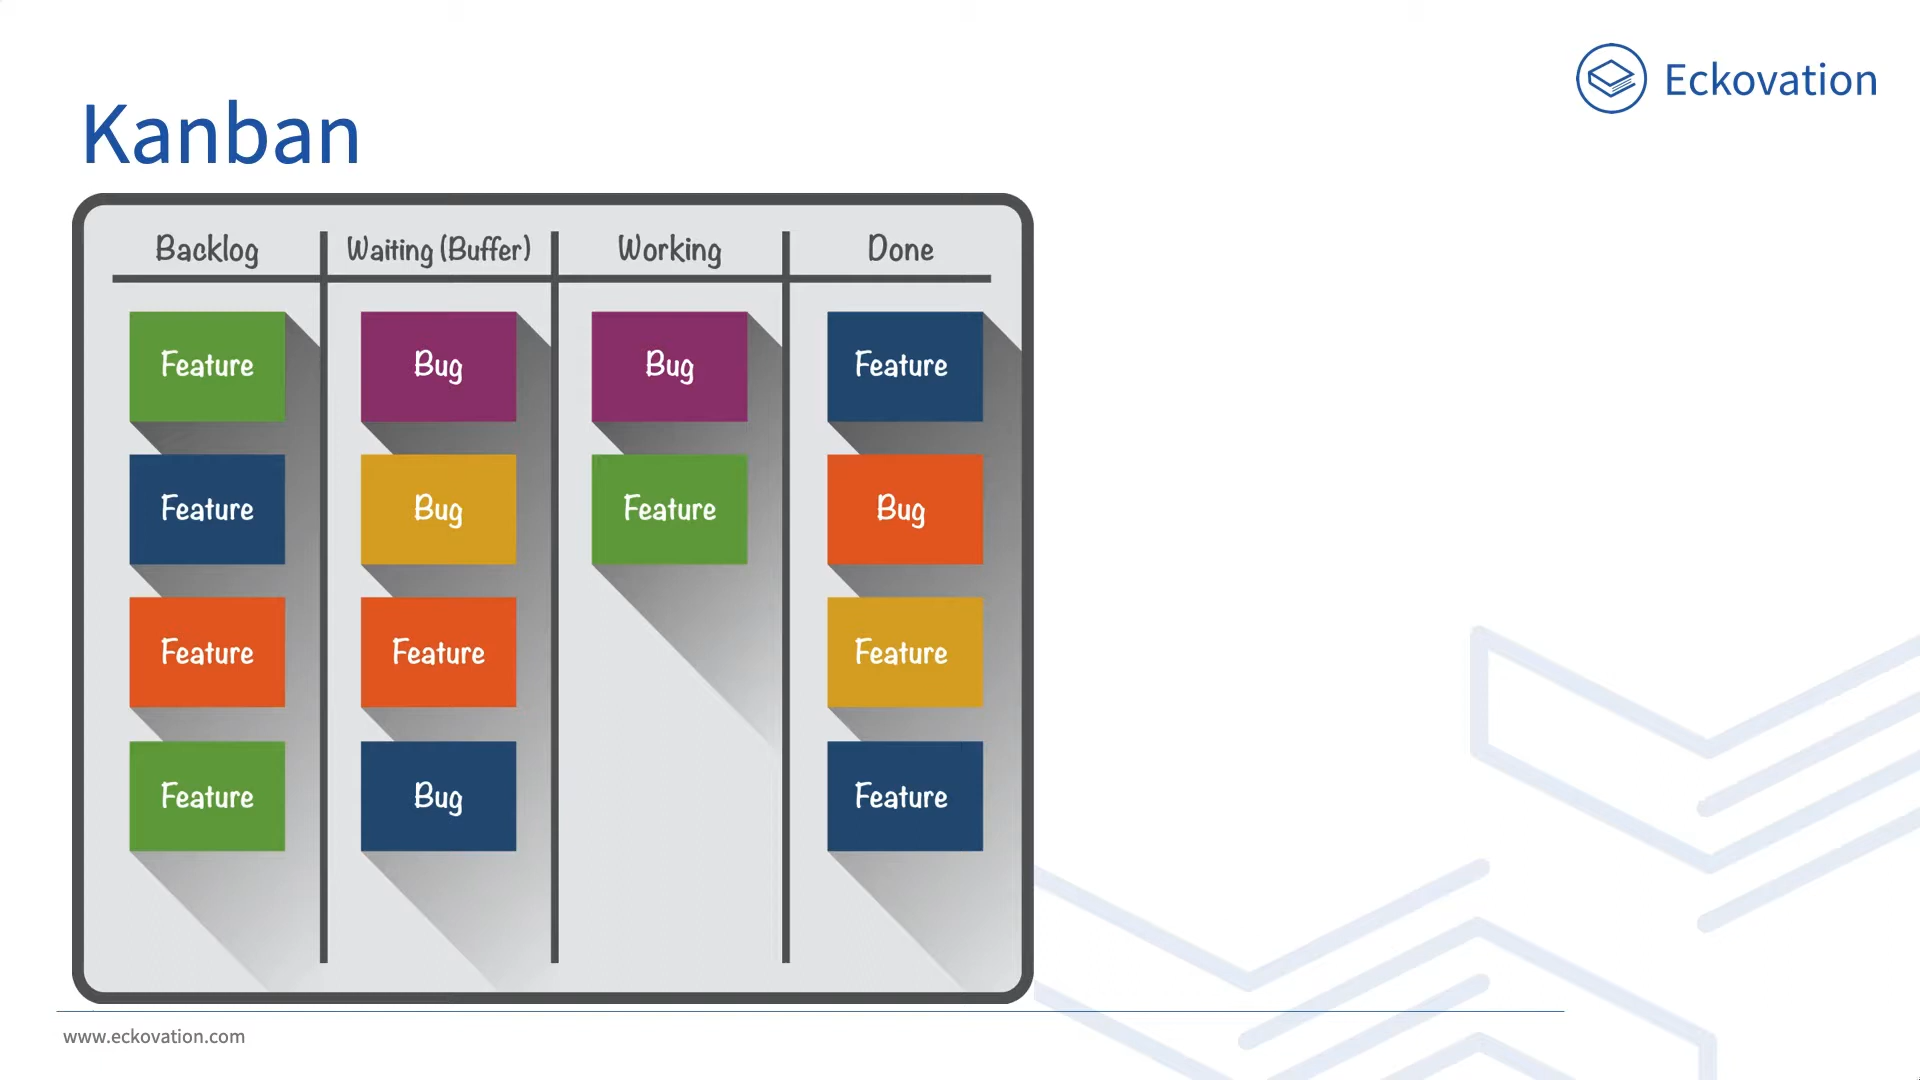 Eckovation
Kanban
Backlog Waiting (Buffer) Working Done
Feature Bug Bug Feature
Feature Bug Feature Bug
Feature Feature Feature
Feature Bug Feature
www.eckovation.com